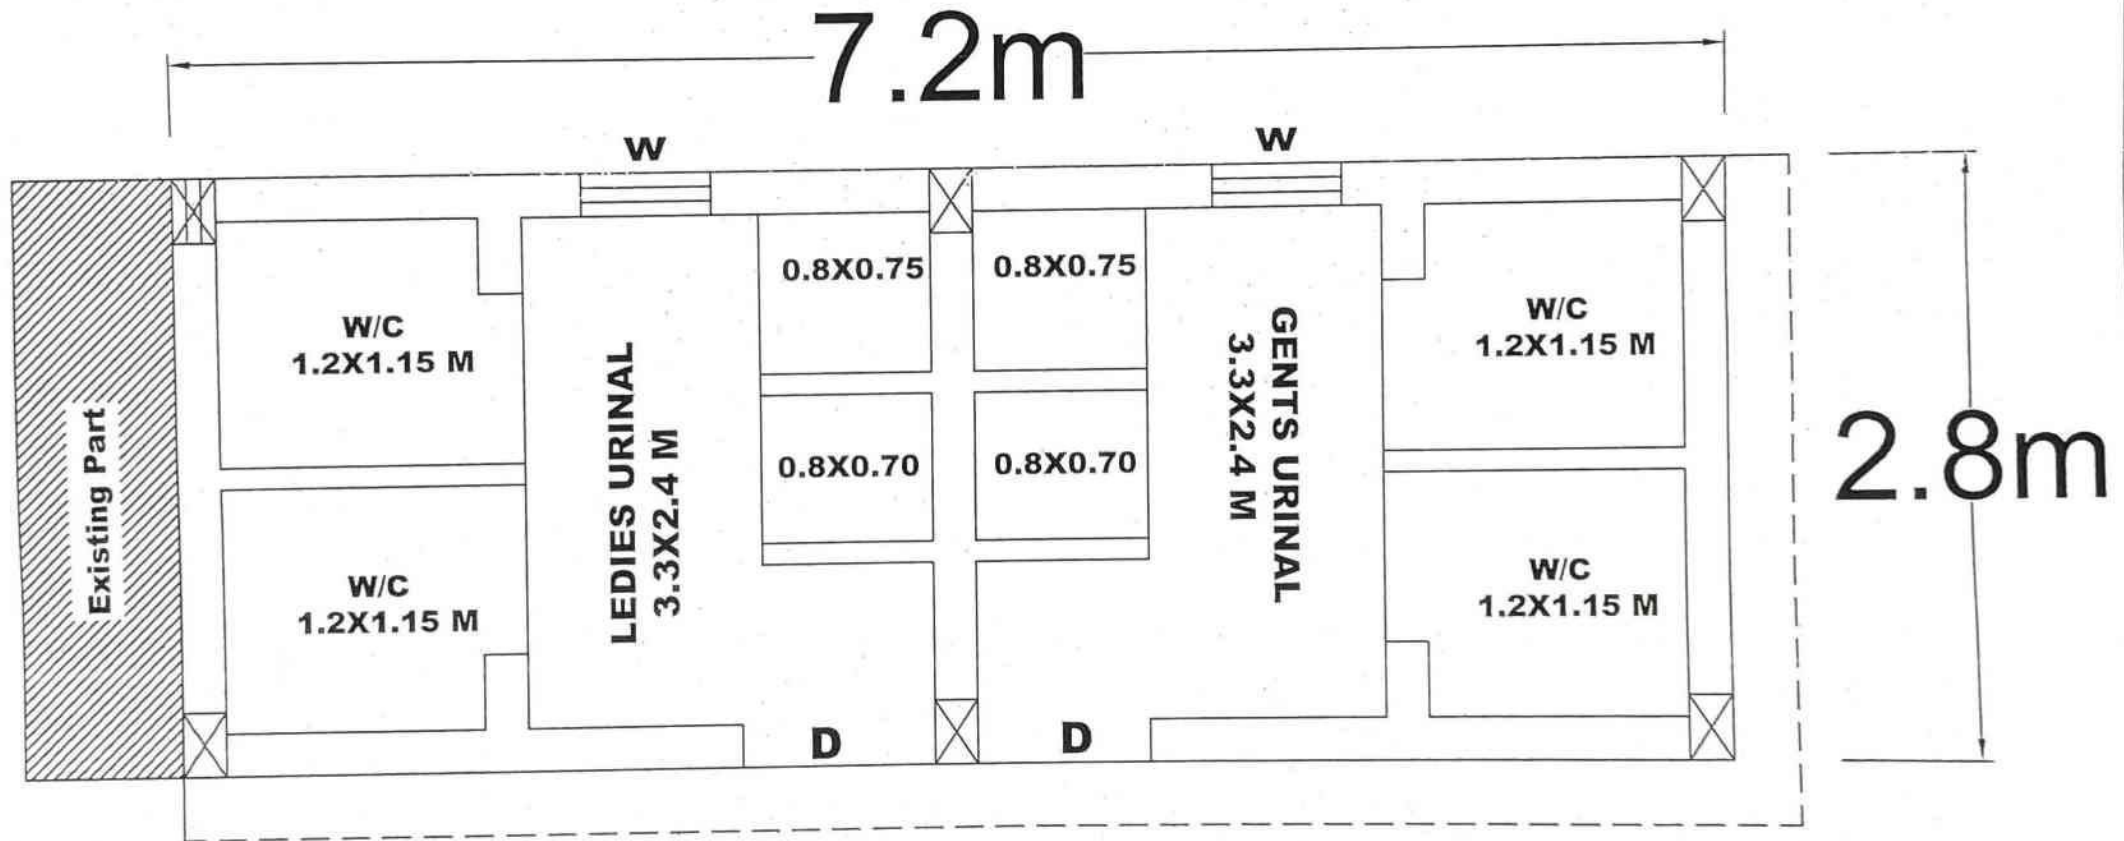 7.2m
W
W
Existing Part
W/C
1.2X1.15 M
W/C
1.2X1.15 M
LEDIES URINAL
3.3X2.4 M
0.8X0.75
0.8X0.75
0.8X0.70
0.8X0.70
GENTS URINAL
3.3X2.4 M
W/C
1.2X1.15 M
W/C
1.2X1.15 M
2.8m
D
D